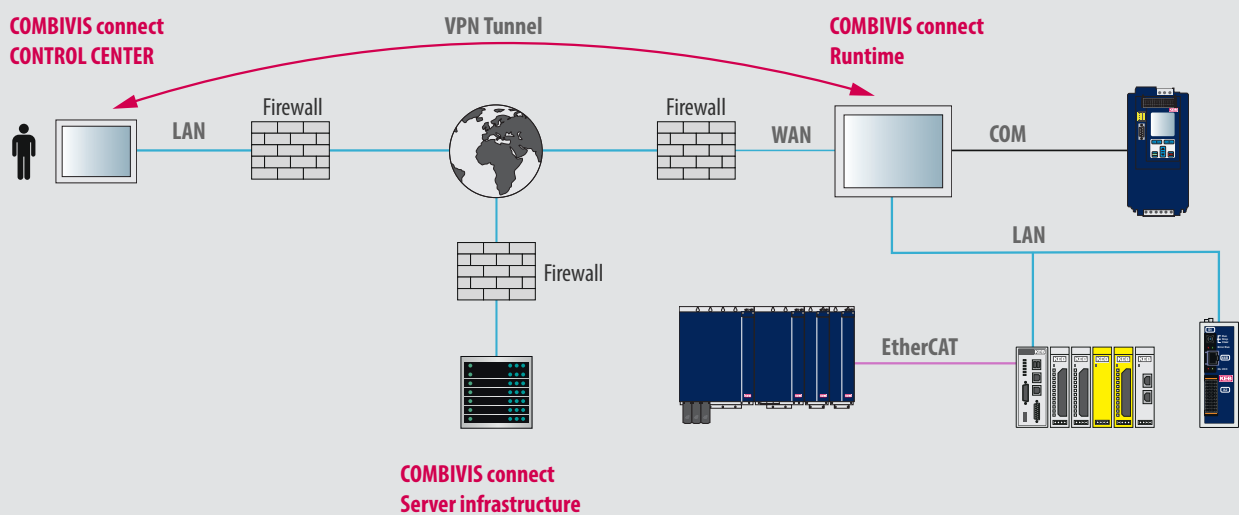 COMBIVIS connect
CONTROL CENTER
VPN Tunnel
COMBIVIS connect
Runtime
Firewall
Firewall
LAN
WAN
COM
LAN
Firewall
EtherCAT
KEB
COMBIVIS connect
Server infrastructure